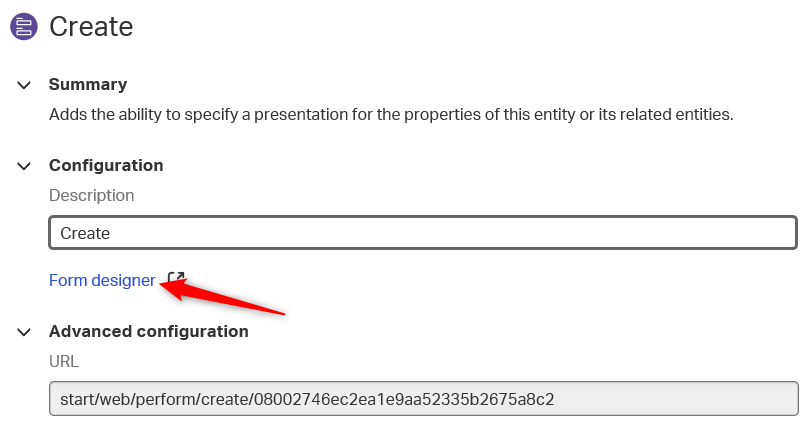 Create
Summary
Adds the ability to specify a presentation for the properties of this entity or its related entities.
Configuration
Description
Create
Form designer
Advanced configuration
URL
start/web/perform/create/08002746ec2ea1e9aa52335b2675a8c2